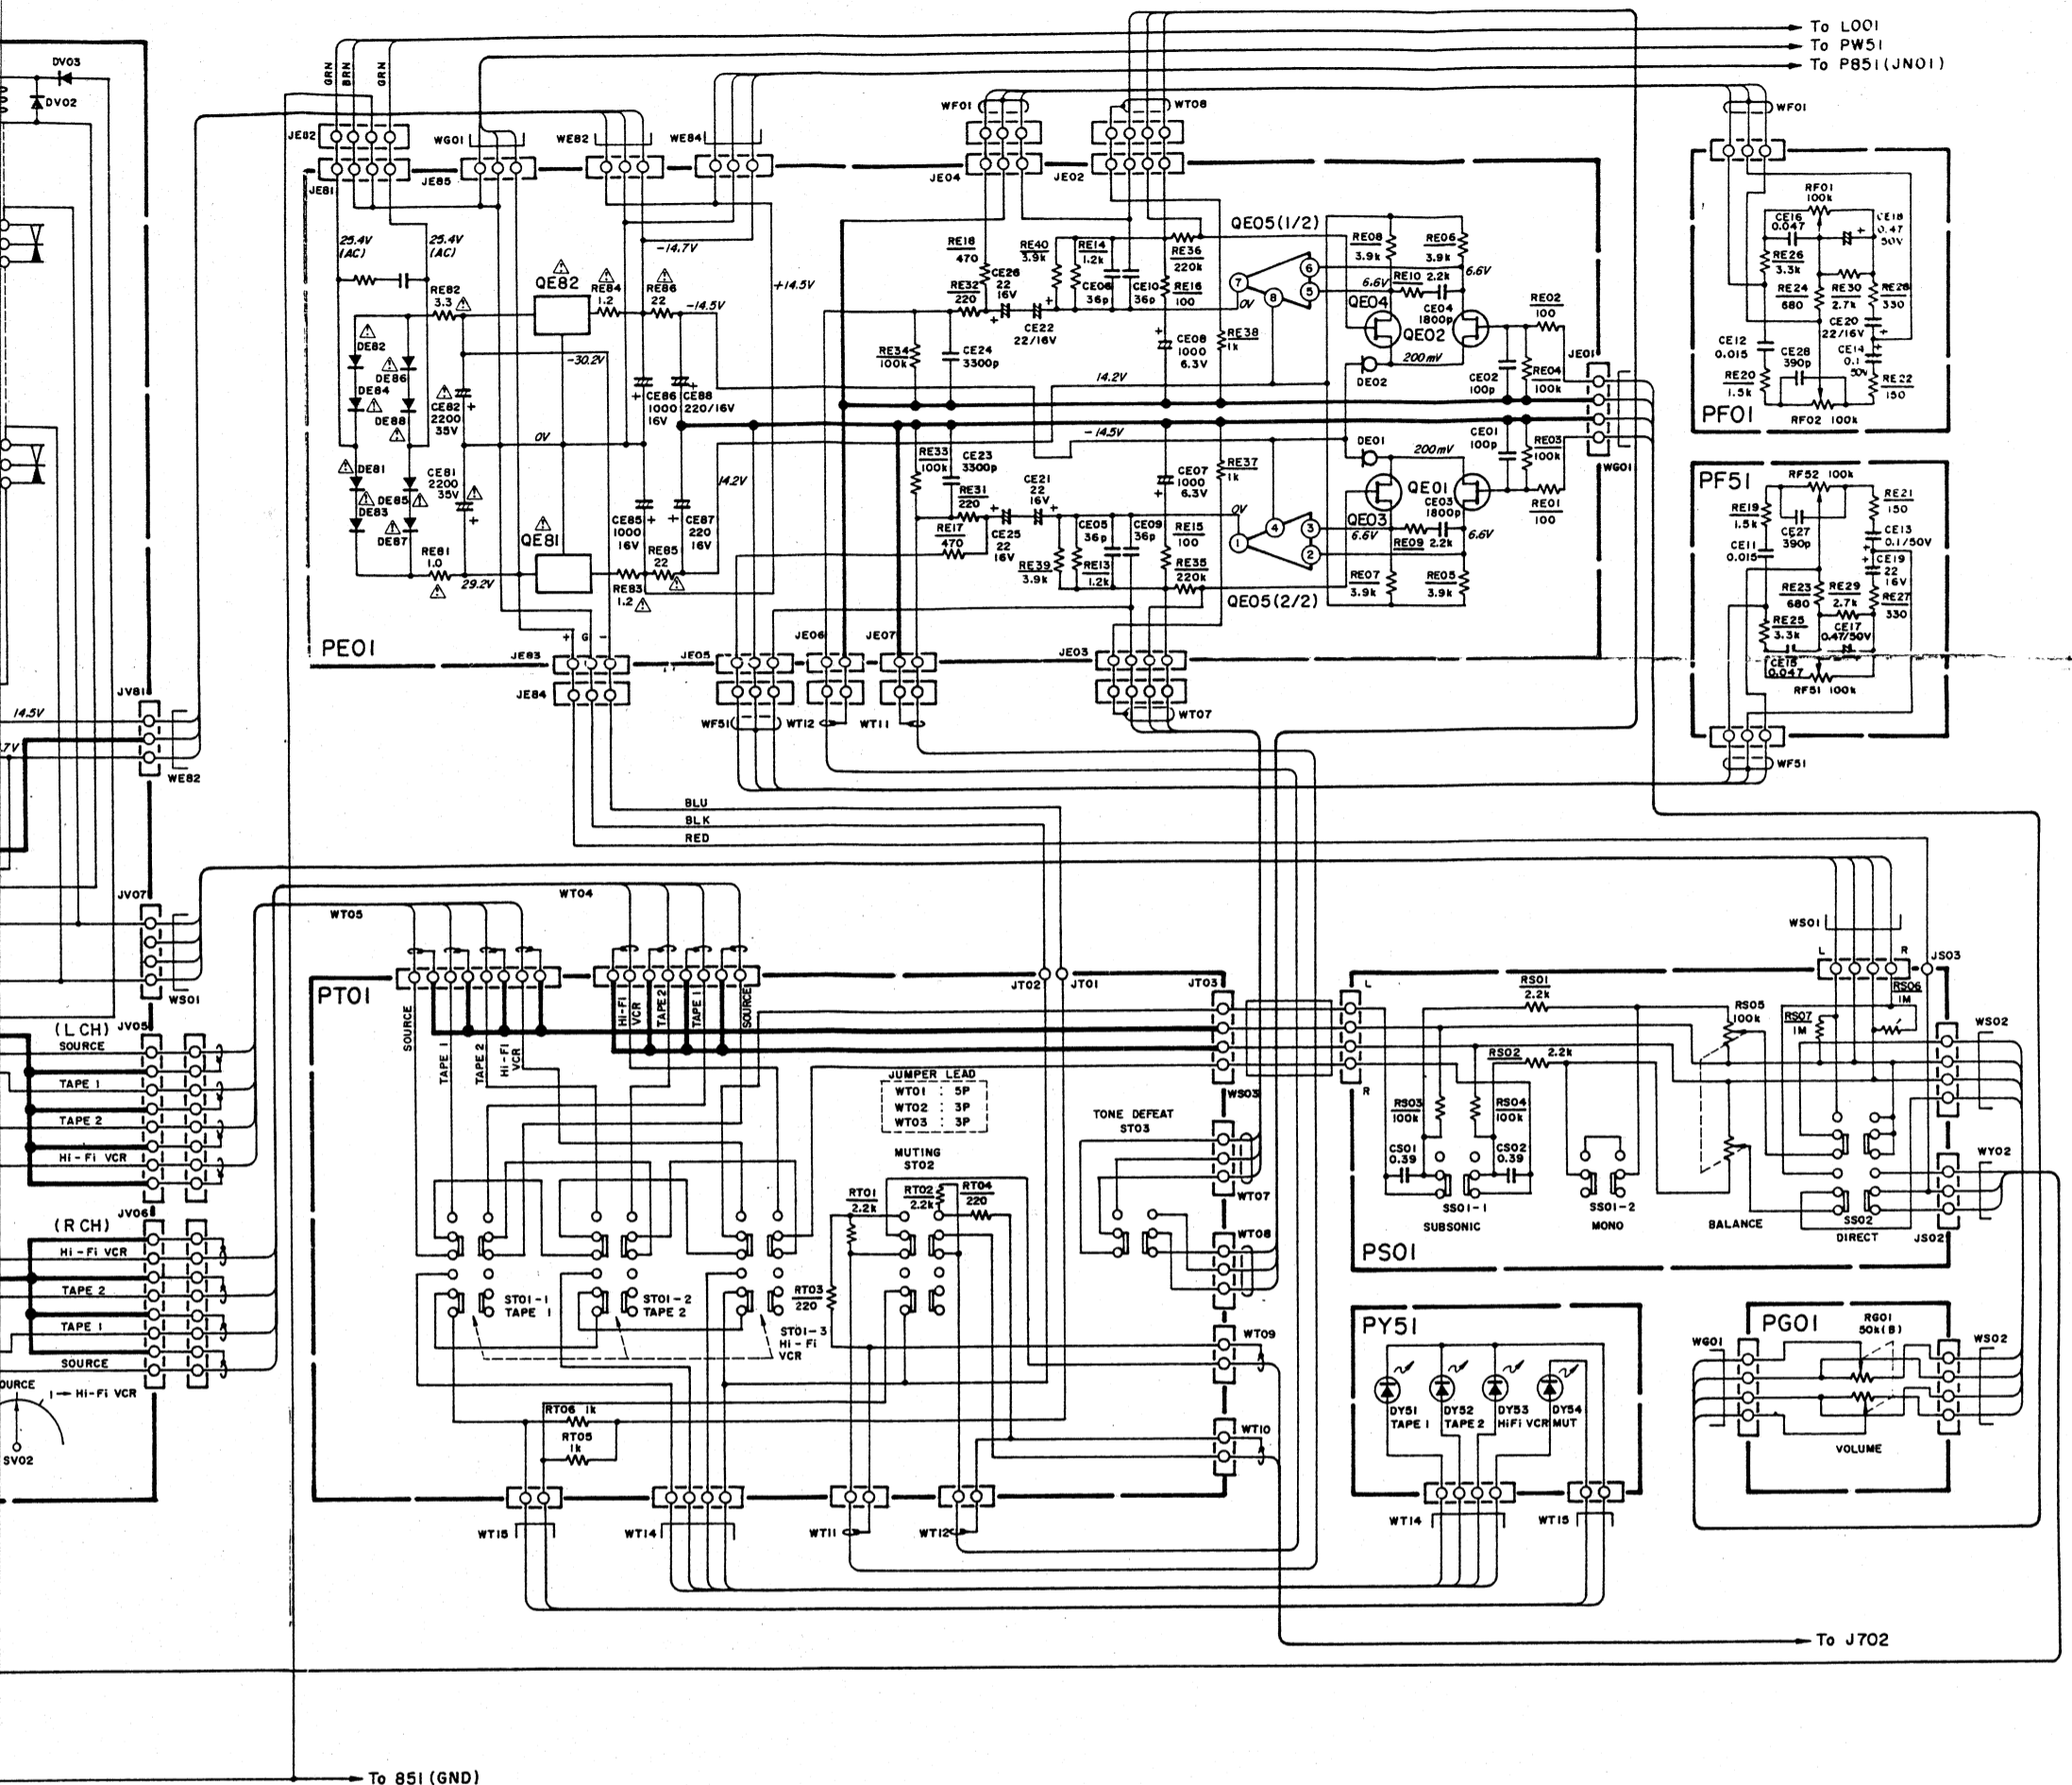 To L001
To PW51
To P851(JN01)
DV03
DV02
GRN
BRN
GRN
JE82
JE81
WG01
JE85
WE82
WE84
WF01
WT08
JE04
JE02
WF01
25.4V
(AC)
25.4V
(AC)
-14.7V
+14.5V
QE82
RE82
3.3
RE84
1.2
RE86
22
-14.5V
-30.2V
DE82
DE84
DE86
DE88
CE82
2200
35V
CE86
1000
16V
CE88
220/16V
0V
RE18
470
RE32
220
CE26
22
16V
RE40
3.9k
RE14
1.2k
CE06
36p
CE10
36p
CE22
22/16V
RE36
220k
RE16
100
CE08
1000
6.3V
RE38
1k
RE34
100k
CE24
3300p
QE05(1/2)
7
6
5
8
0V
RE08
3.9k
RE06
3.9k
RE10 2.2k
6.6V
6.6V
QE04
QE02
CE04
1800p
RE02
100
DE02
200mV
CE02
100p
RE04
100k
JE01
14.2V
-14.5V
DE81
DE83
DE85
DE87
CE81
2200
35V
QE81
RE81
1.0
29.2V
CE85
1000
16V
CE87
220
16V
14.2V
RE85
22
RE83
1.2
RE33
100k
CE23
3300p
RE31
220
RE17
470
CE21
22
16V
CE25
22
16V
RE39
3.9k
CE05
36p
RE13
1.2k
CE09
36p
RE15
100
RE35
220k
CE07
1000
6.3V
RE37
1k
DE01
200mV
CE01
100p
RE03
100k
WG01
QE01
QE03
CE03
1800p
RE01
100
0V
1
4
3
2
6.6V
RE09 2.2k
6.6V
RE07
3.9k
RE05
3.9k
QE05(2/2)
PE01
+ G -
JE83
JE84
JE05
JE06
JE07
JE03
WF51
WT12
WT11
WT07
RF01
100k
CE16
0.047
CE18
0.47
50V
RE26
3.3k
RE24
680
RE30
2.7k
RE28
330
CE12
0.015
CE20
22/16V
CE28
390p
CE14
0.1
50V
RE20
1.5k
RE22
150
RF02 100k
PF01
PF51
RF52 100k
RE19
1.5k
CE27
390p
RE21
150
CE13
0.1/50V
CE11
0.015
CE19
22
16V
RE23
680
RE29
2.7k
RE27
330
RE25
3.3k
CE17
0.47/50V
CE15
0.047
RF51 100k
WF51
JV81
14.5V
7V
WE82
BLU
BLK
RED
JV07
WS01
WT05
WT04
(L CH)
JV05
SOURCE
TAPE 1
TAPE 2
Hi-Fi VCR
JV06
(R CH)
Hi-Fi VCR
TAPE 2
TAPE 1
SOURCE
OURCE
1→Hi-Fi VCR
SV02
PT01
SOURCE
TAPE 1
TAPE 2
Hi-Fi
VCR
Hi-Fi
VCR
TAPE 2
TAPE 1
SOURCE
JT02
JT01
JT03
WS03
JUMPER LEAD
WT01 : 5P
WT02 : 3P
WT03 : 3P
TONE DEFEAT
ST03
MUTING
ST02
RT01
2.2k
RT02
2.2k
RT04
220
RT03
220
ST01-1
TAPE 1
ST01-2
TAPE 2
ST01-3
Hi-Fi
VCR
RT06 1k
RT05
1k
WT07
WT08
WT09
WT10
WT15
WT14
WT11
WT12
WS01
L
R
JS03
L
R
RS01
2.2k
RS02
2.2k
RS03
100k
RS04
100k
CS01
0.39
CS02
0.39
SS01-1
SUBSONIC
SS01-2
MONO
RS05
100k
BALANCE
RS07
1M
RS06
1M
WS02
WY02
SS02
DIRECT
JS02
PS01
PY51
DY51
TAPE 1
DY52
TAPE 2
DY53
HiFi VCR
DY54
MUT
WT14
WT15
PG01
RG01
50k(B)
WG01
WS02
VOLUME
To J702
To 851 (GND)